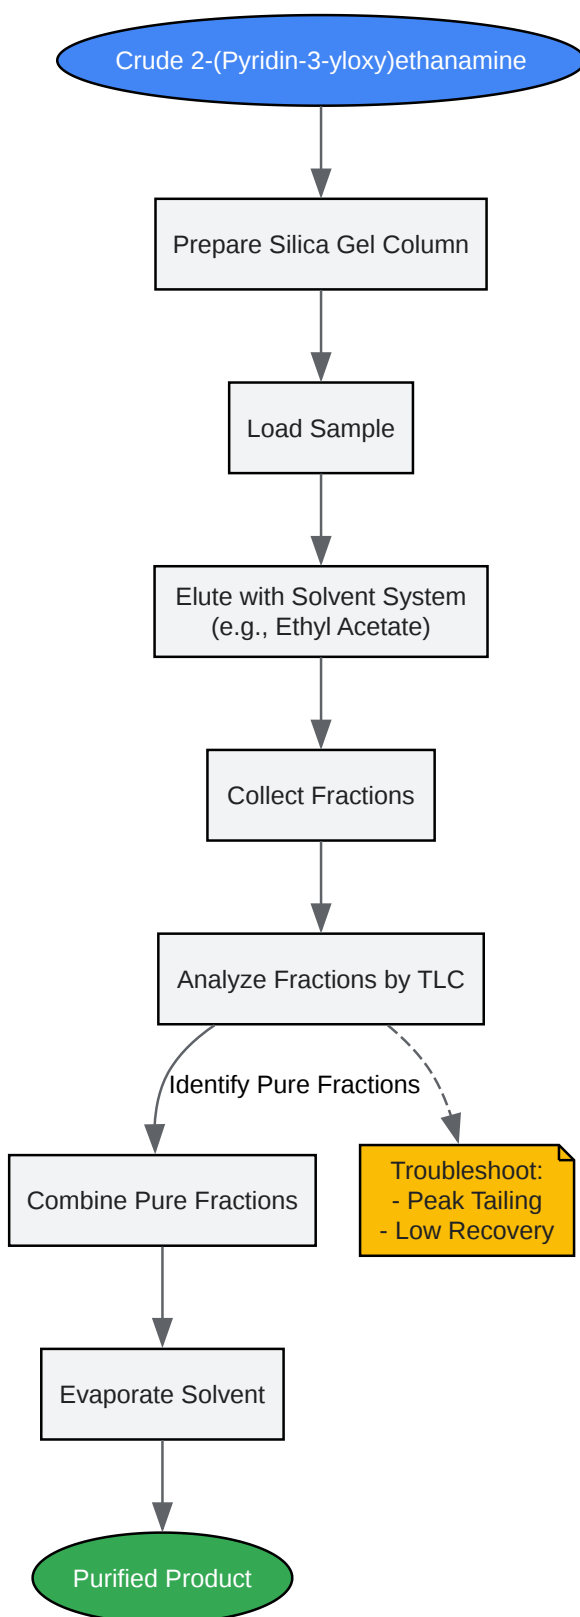 Crude 2-(Pyridin-3-yloxy)ethanamine
Prepare Silica Gel Column
Load Sample
Elute with Solvent System
(e.g., Ethyl Acetate)
Collect Fractions
Analyze Fractions by TLC
Identify Pure Fractions
Combine Pure Fractions
Troubleshoot:
- Peak Tailing
- Low Recovery
Evaporate Solvent
Purified Product